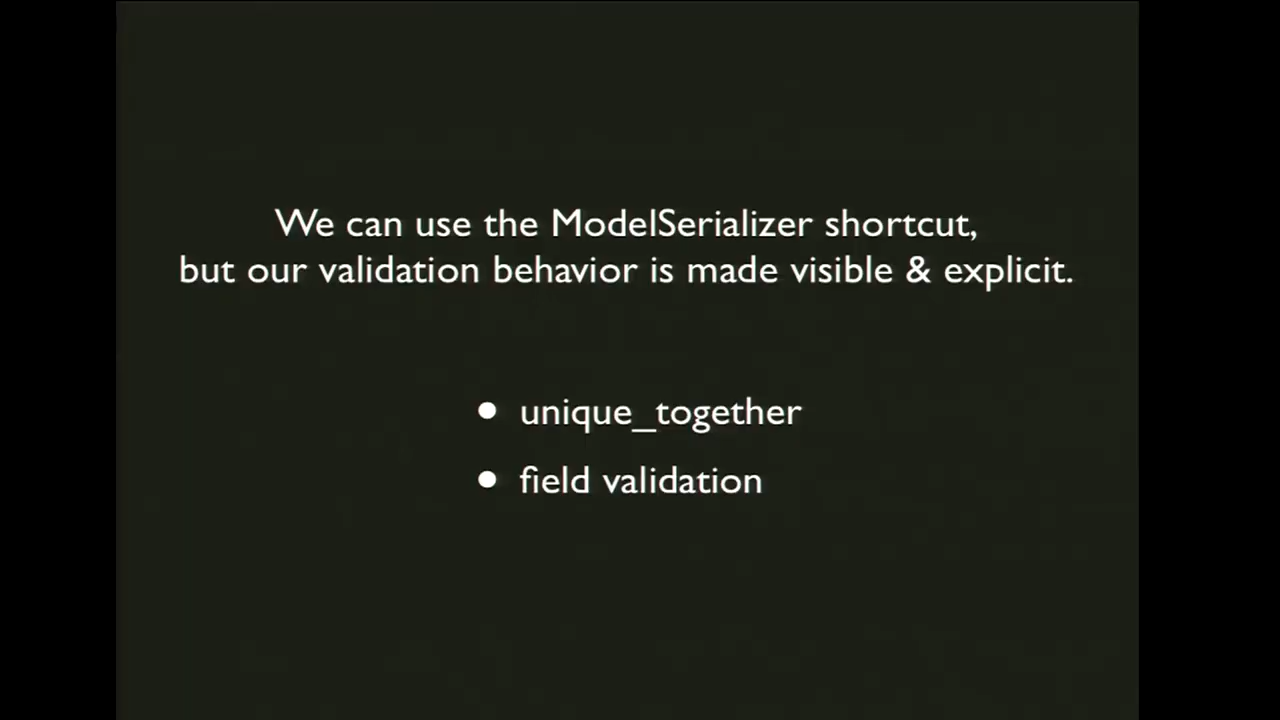 We can use the ModelSerializer shortcut,
but our validation behavior is made visible & explicit.
• unique_together
• field validation